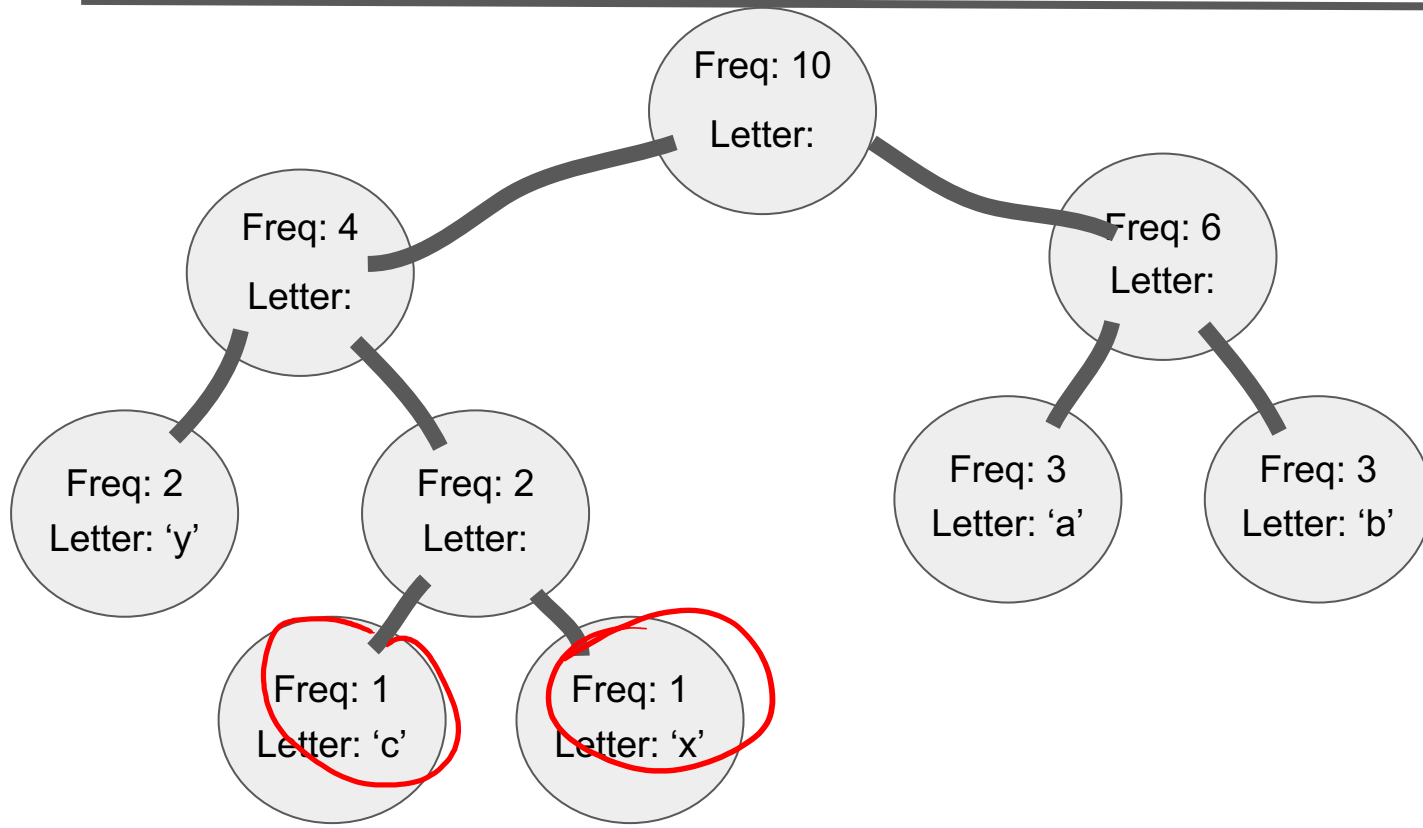 Freq: 10
Letter:
Freq: 4
Letter:
Freq: 6
Letter:
Freq: 2
Letter: ‘y’
Freq: 2
Letter:
Freq: 3
Letter: ‘a’
Freq: 3
Letter: ‘b’
Freq: 1
Letter: ‘c’
Freq: 1
Letter: ‘x’